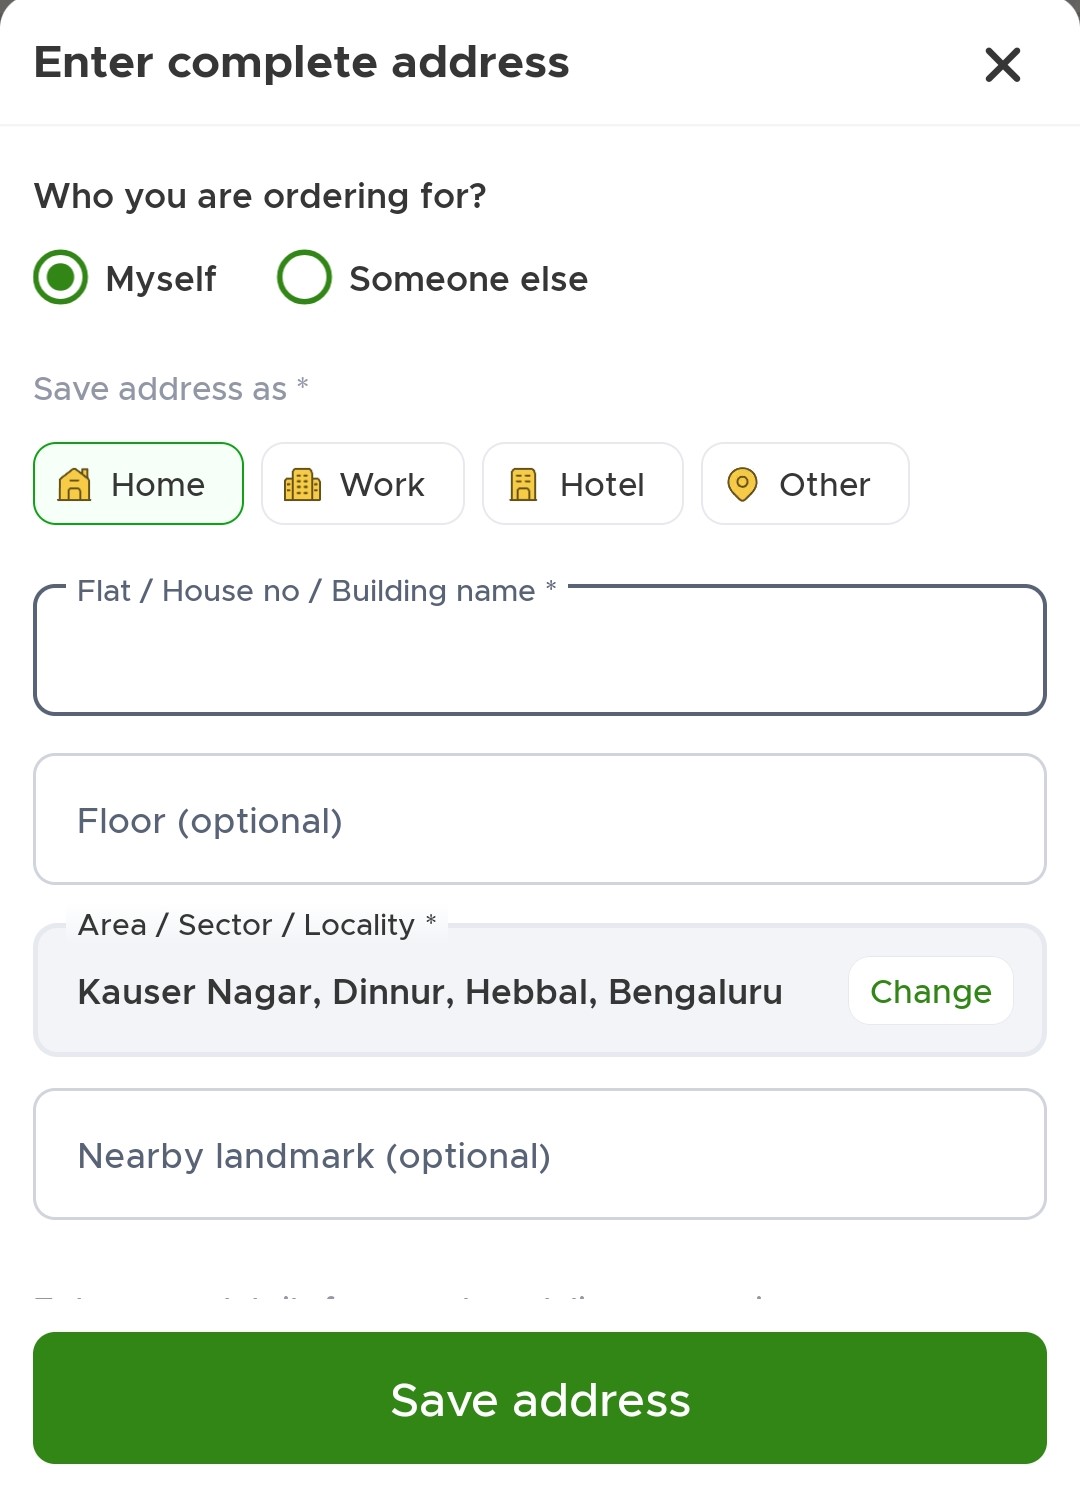 Enter complete address
Who you are ordering for?
Myself Someone else
Save address as *
Home Work Hotel Other
Flat / House no / Building name *
Floor (optional)
Area / Sector / Locality *
Kauser Nagar, Dinnur, Hebbal, Bengaluru Change
Nearby landmark (optional)
Save address